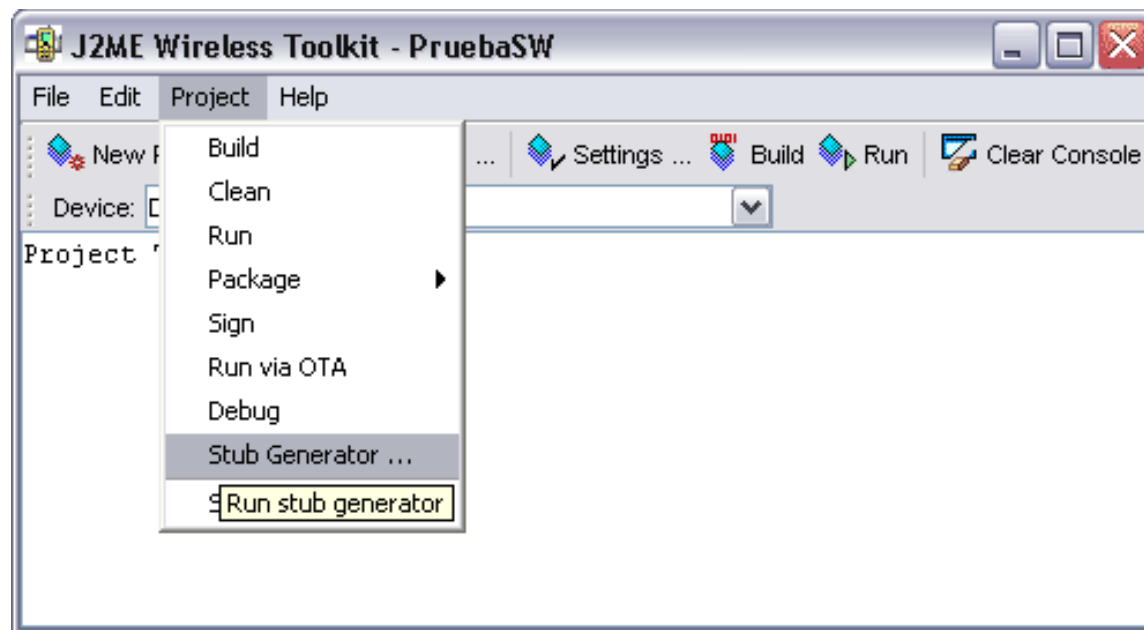 J2ME Wireless Toolkit - PruebaSW
File Edit Project Help
New ... Settings ... Build Run Clear Console
Device:
Project
Build
Clean
Run
Package
Sign
Run via OTA
Debug
Stub Generator ...
Run stub generator